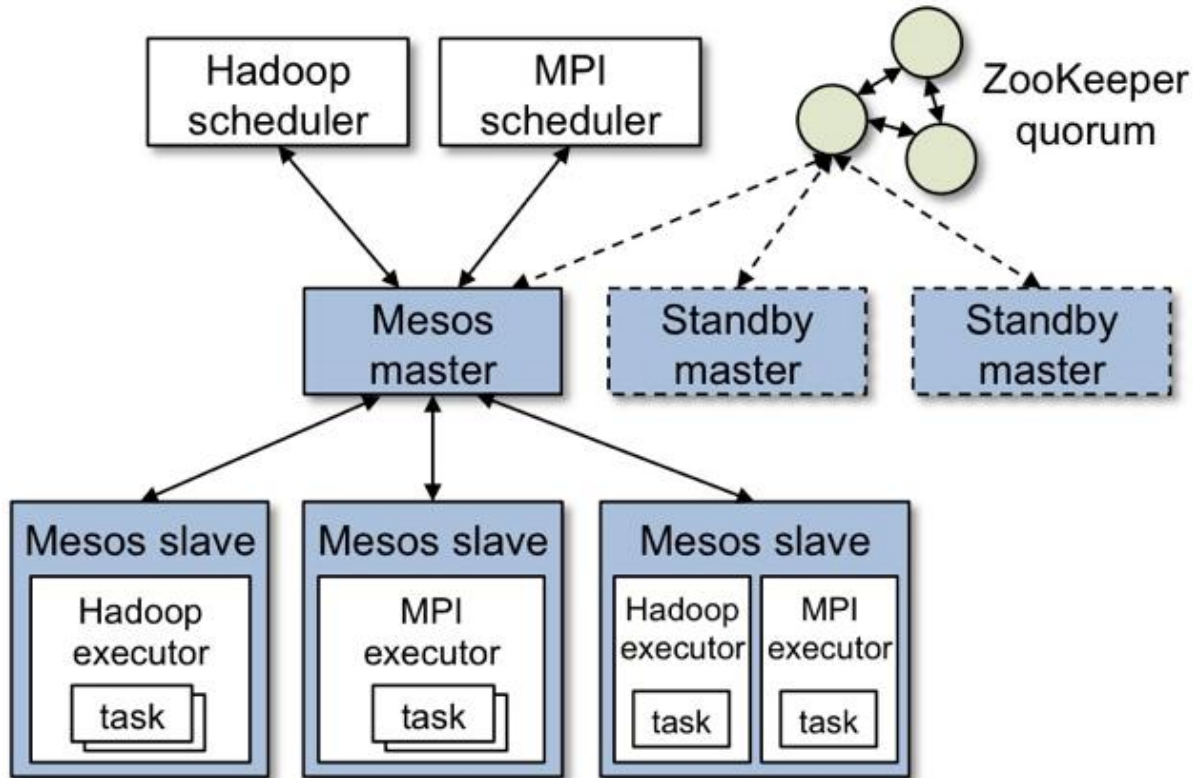 Hadoop
scheduler
MPI
scheduler
ZooKeeper
quorum
Mesos
master
Standby
master
Standby
master
Mesos slave
Hadoop
executor
task
Mesos slave
MPI
executor
task
Mesos slave
Hadoop
executor
task
MPI
executor
task